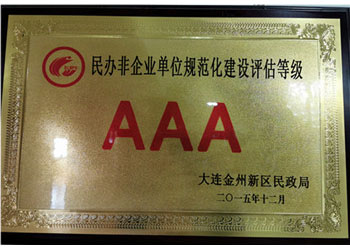 民办非企业单位规范化建设评估等级
AAA
大连金州新区民政局
二〇一五年十二月